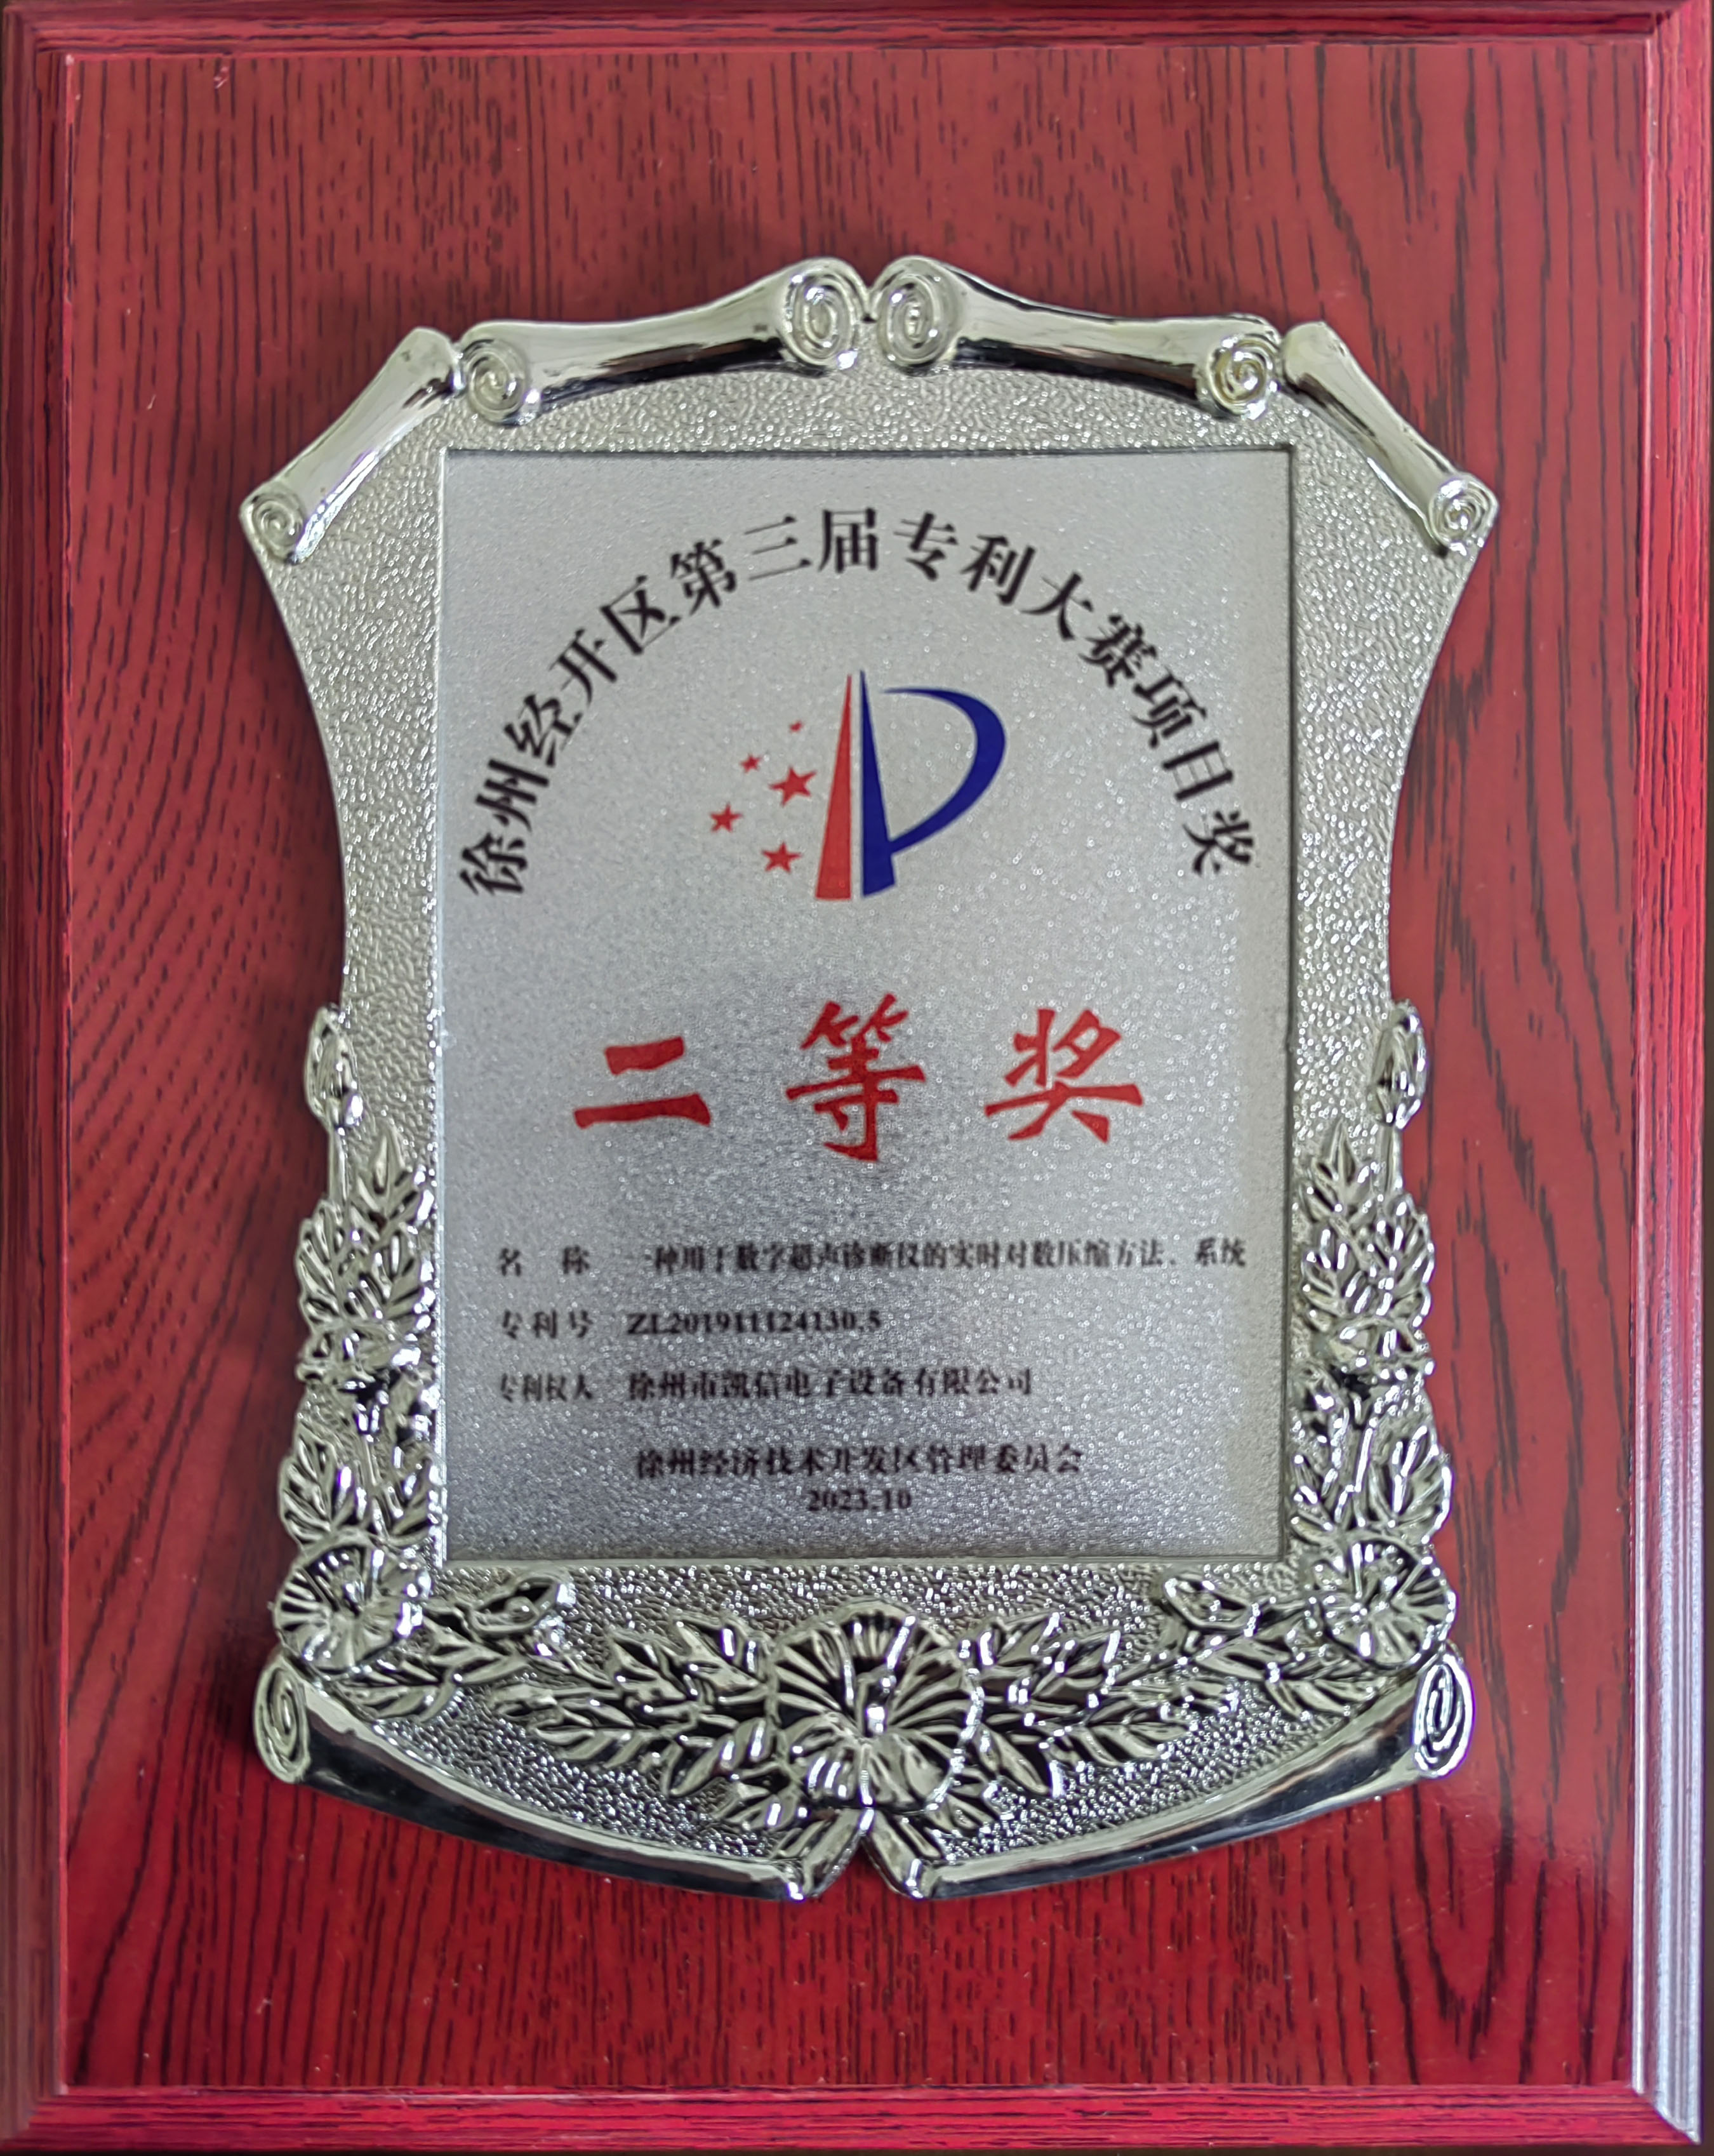 徐州经开区第三届专利大赛项目奖
二等奖
名 称 一种用于数字超声诊断仪的实时对数压缩方法、系统
专利号 ZL201911124130.5
专利权人 徐州市凯信电子设备有限公司
徐州经济技术开发区管理委员会
2023.10